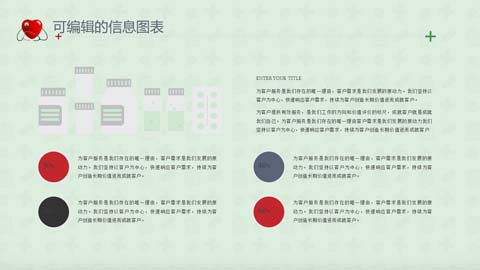 可编辑的信息图表
ENTER YOUR TITLE
为客户服务是我们存在的唯一理由，客户需求是我们发展的原动力。我们坚持以
客户为中心，快速响应客户需求，持续为客户创造长期价值进而成就客户。
为客户提供有效服务，是我们工作的方向和价值评价的标尺，成就客户就是成就
我们自己。为客户服务是我们存在的唯一理由客户需求是我们发展的原动力我们
坚持以客户为中心，快速响应客户需求，持续为客户创造长期价值进而成就客户
为客户服务是我们存在的唯一理由，客户需求是我们发展的原
动力。我们坚持以客户为中心，快速响应客户需求，持续为客
户创造长期价值进而成就客户。
为客户服务是我们存在的唯一理由，客户需求是我们发展的原
动力。我们坚持以客户为中心，快速响应客户需求，持续为客
户创造长期价值进而成就客户。
为客户服务是我们存在的唯一理由，客户需求是我们发展的原
动力。我们坚持以客户为中心，快速响应客户需求，持续为客
户创造长期价值进而成就客户。
为客户服务是我们存在的唯一理由，客户需求是我们发展的原
动力。我们坚持以客户为中心，快速响应客户需求，持续为客
户创造长期价值进而成就客户。